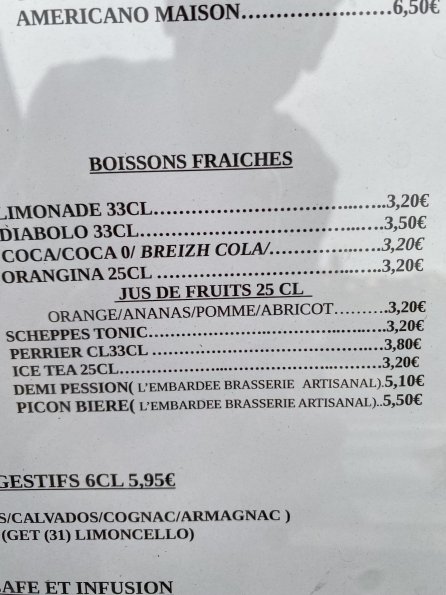 AMERICANO MAISON……………….……6,50€
BOISSONS FRAICHES
LIMONADE 33CL……………………………...…..3,20€
DIABOLO 33CL………………………………..….3,50€
COCA/COCA 0/ BREIZH COLA/…………..….3,20€
ORANGINA 25CL …………………………...…..3,20€
JUS DE FRUITS 25 CL
ORANGE/ANANAS/POMME/ABRICOT……….3,20€
SCHEPPES TONIC………………………………..….3,20€
PERRIER CL33CL ………………………………….3,80€
ICE TEA 25CL……………...………………...…….3,20€
DEMI PESSION( L'EMBARDEE BRASSERIE ARTISANAL).5,10€
PICON BIERE( L'EMBARDEE BRASSERIE ARTISANAL)..5,50€
GESTIFS 6CL 5,95€
S/CALVADOS/COGNAC/ARMAGNAC )
(GET (31) LIMONCELLO)
CAFE ET INFUSION